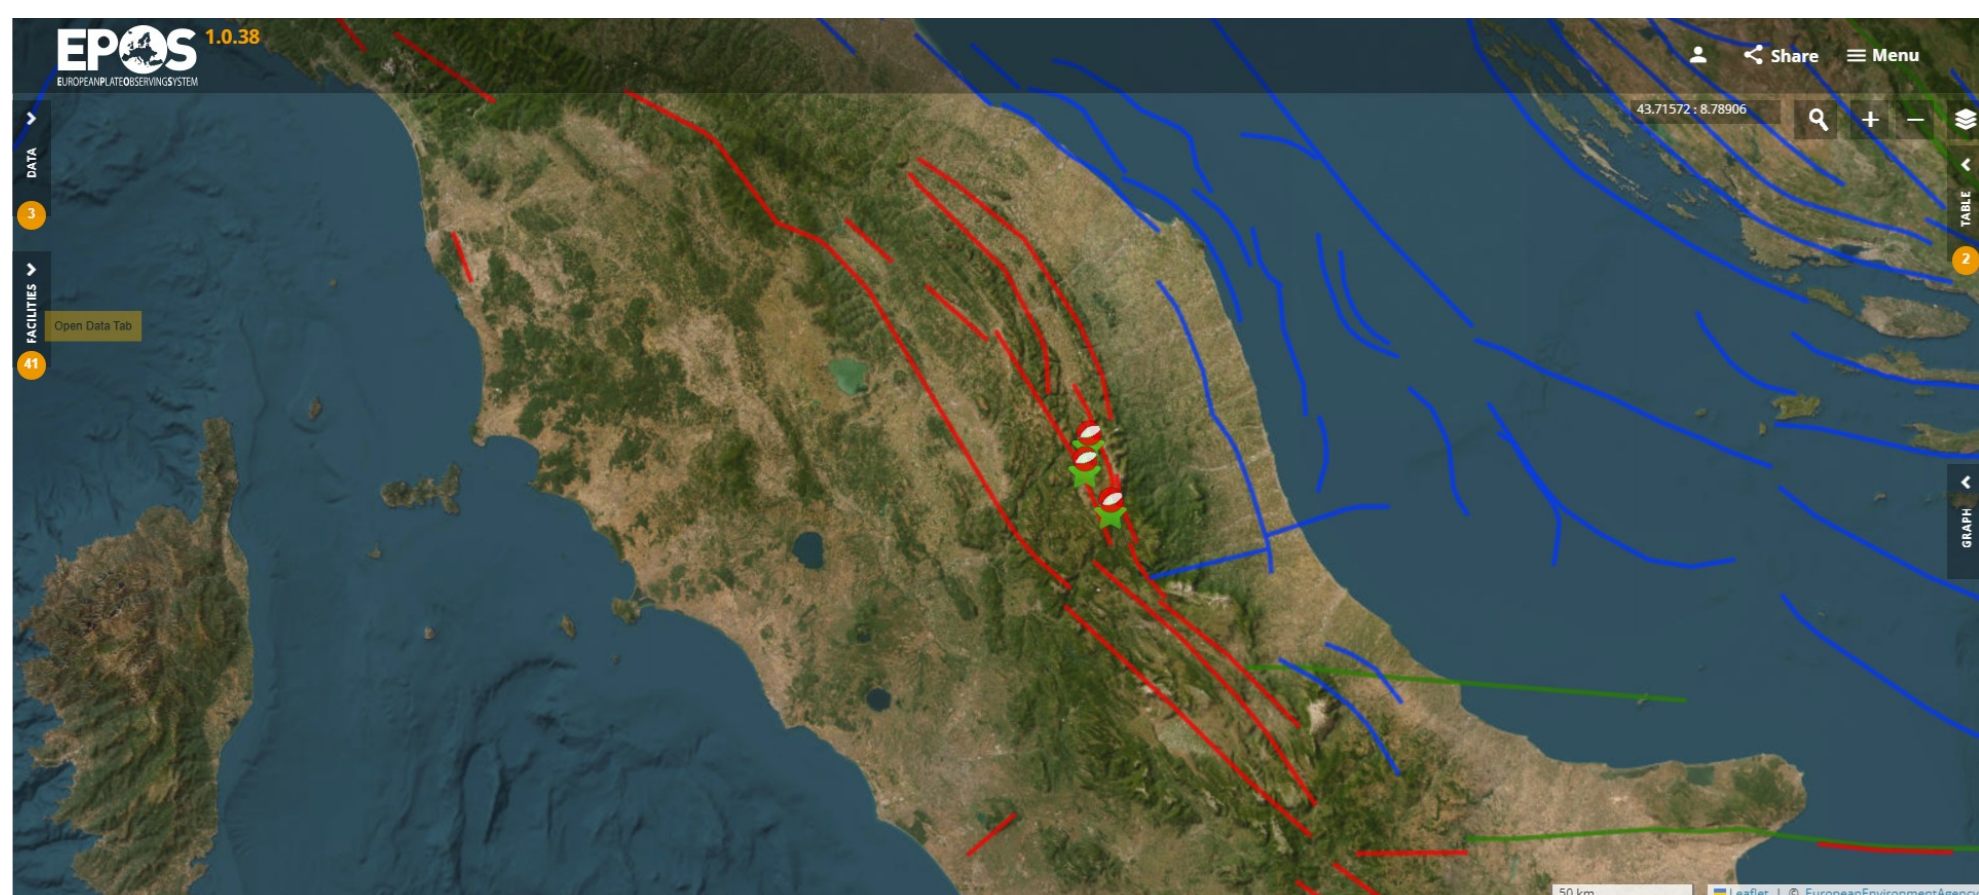 EPOS 1.0.38
EUROPEANPLATEOBSERVINGSYSTEM
Share
Menu
43.71572 : 8.78906
DATA
3
FACILITIES
41
Open Data Tab
TABLE
2
GRAPH
50 km
Leaflet | © EuropeanEnvironmentAgency